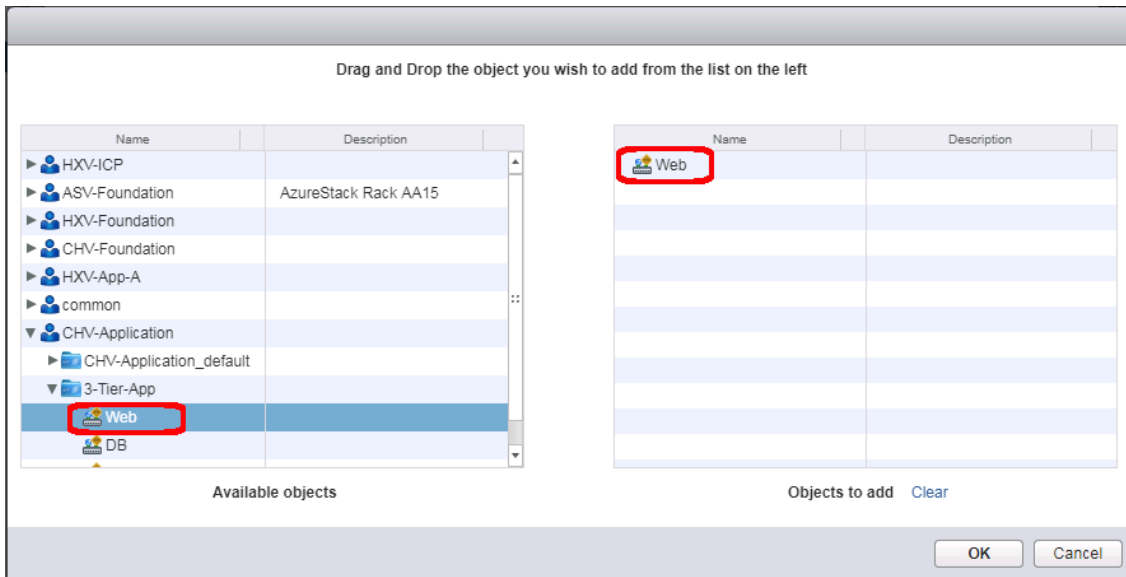 Drag and Drop the object you wish to add from the list on the left
Name Description
HXV-ICP
ASV-Foundation AzureStack Rack AA15
HXV-Foundation
CHV-Foundation
HXV-App-A
common
CHV-Application
CHV-Application_default
3-Tier-App
Web
DB
Available objects
Name Description
Web
Objects to add Clear
OK Cancel